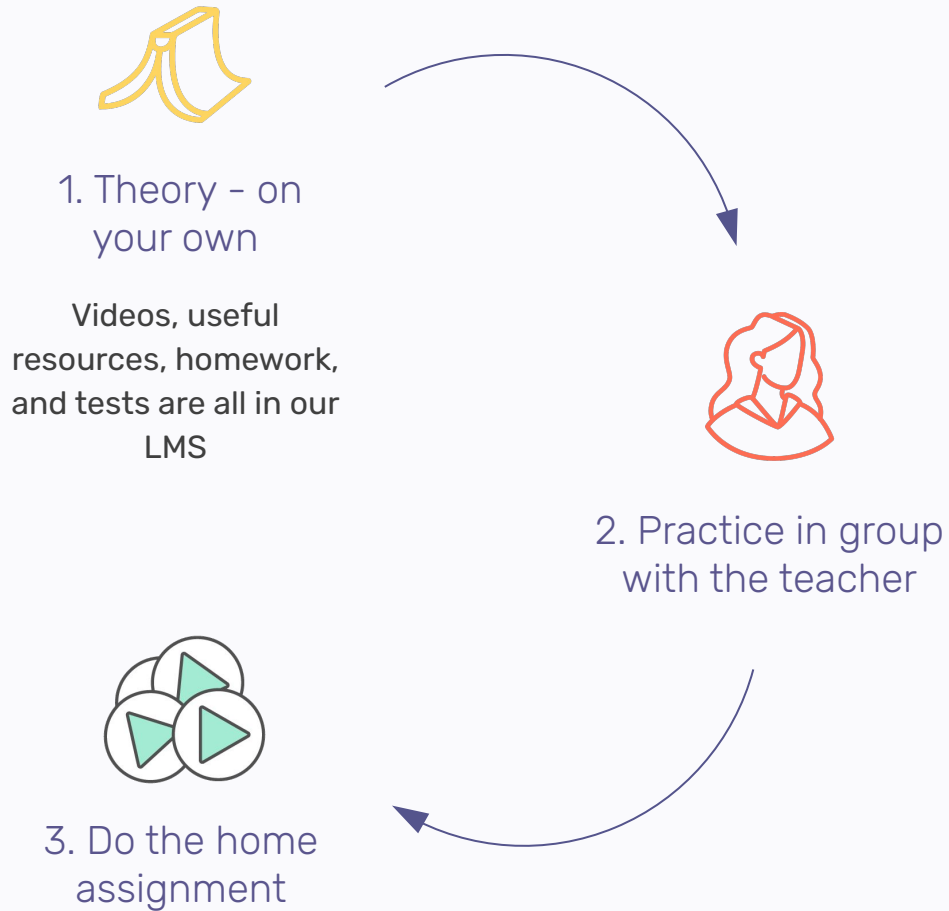 1. Theory - on
your own
Videos, useful
resources, homework,
and tests are all in our
LMS
2. Practice in group
with the teacher
3. Do the home
assignment